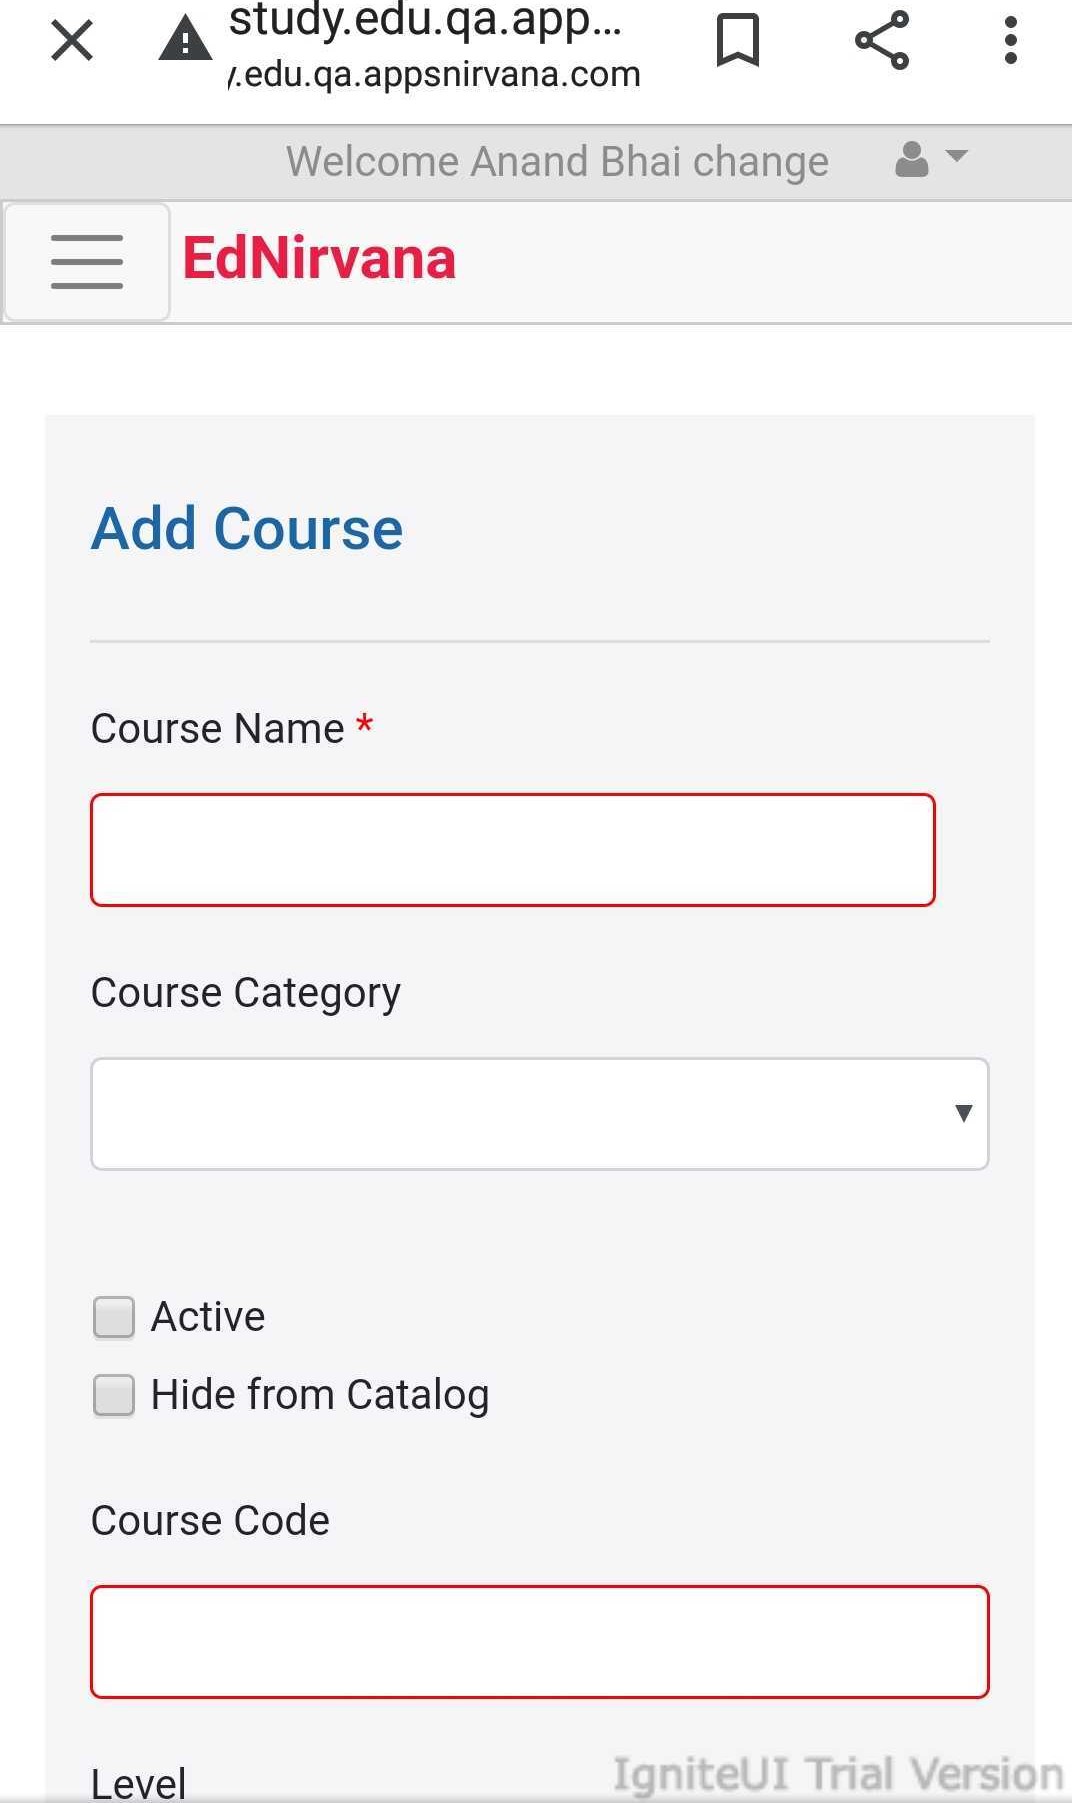 study.edu.qa.app...
y.edu.qa.appsnirvana.com
Welcome Anand Bhai change
EdNirvana
Add Course
Course Name *
Course Category
Active
Hide from Catalog
Course Code
Level
IgniteUI Trial Version